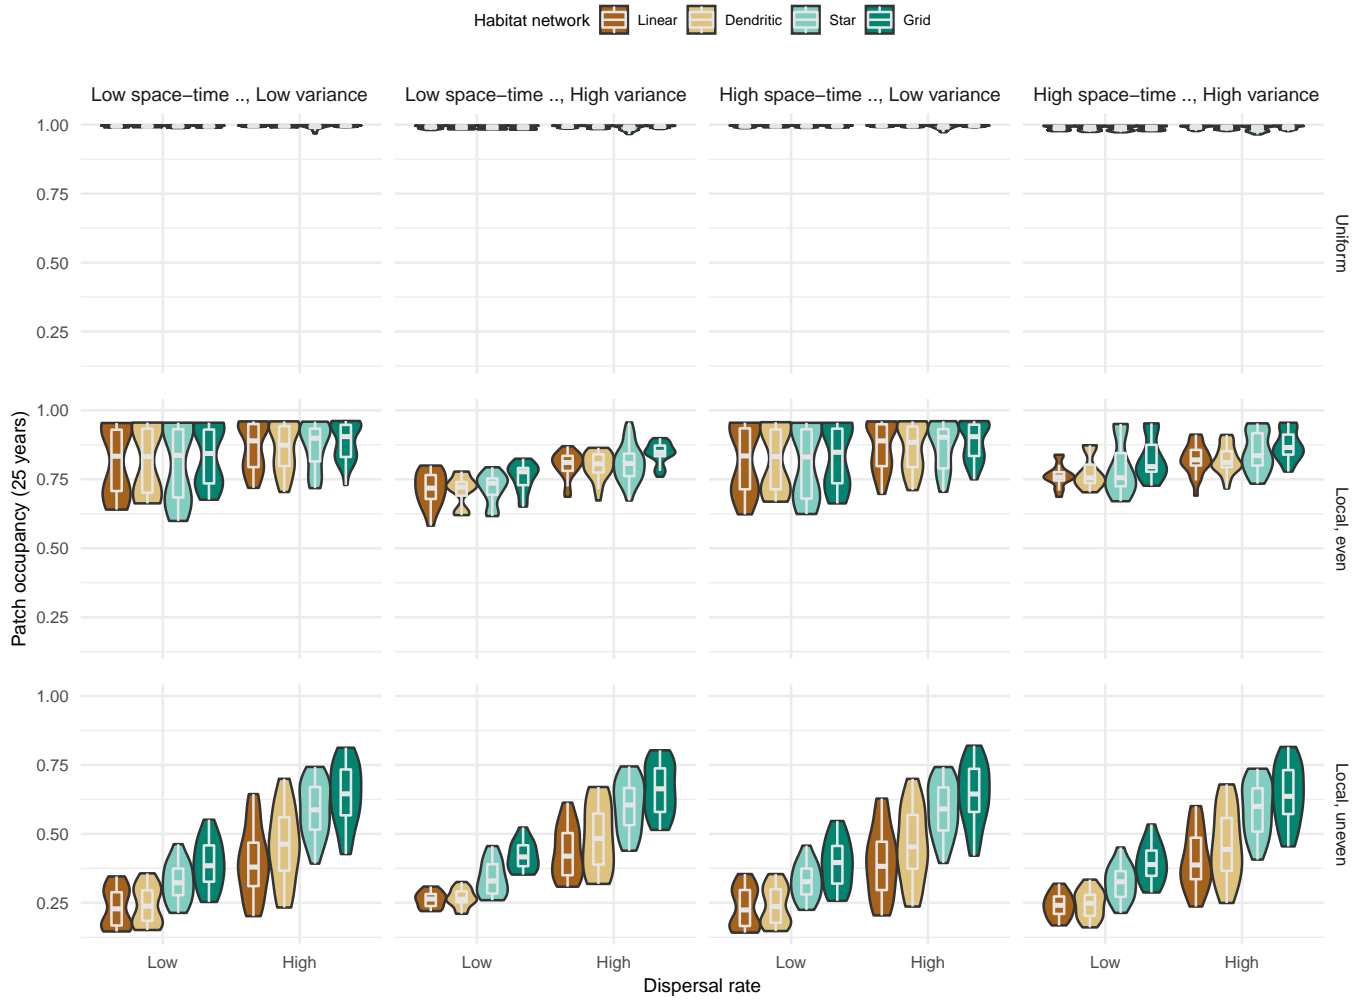 Habitat network Linear Dendritic Star Grid
Low space−time .., Low variance
Low space−time .., High variance
High space−time .., Low variance
High space−time .., High variance
1.00
0.75
0.50
0.25
Uniform
1.00
0.75
0.50
0.25
Local, even
1.00
0.75
0.50
0.25
Local, uneven
Patch occupancy (25 years)
Low High
Low High
Low High
Low High
Dispersal rate